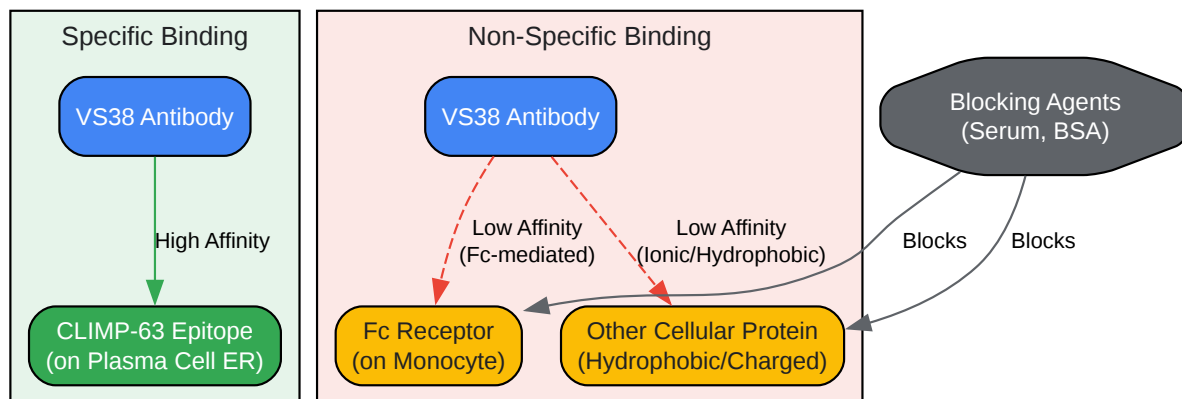 Specific Binding
VS38 Antibody
High Affinity
CLIMP-63 Epitope
(on Plasma Cell ER)
Non-Specific Binding
VS38 Antibody
Low Affinity
(Fc-mediated)
Low Affinity
(Ionic/Hydrophobic)
Fc Receptor
(on Monocyte)
Other Cellular Protein
(Hydrophobic/Charged)
Blocking Agents
(Serum, BSA)
Blocks
Blocks